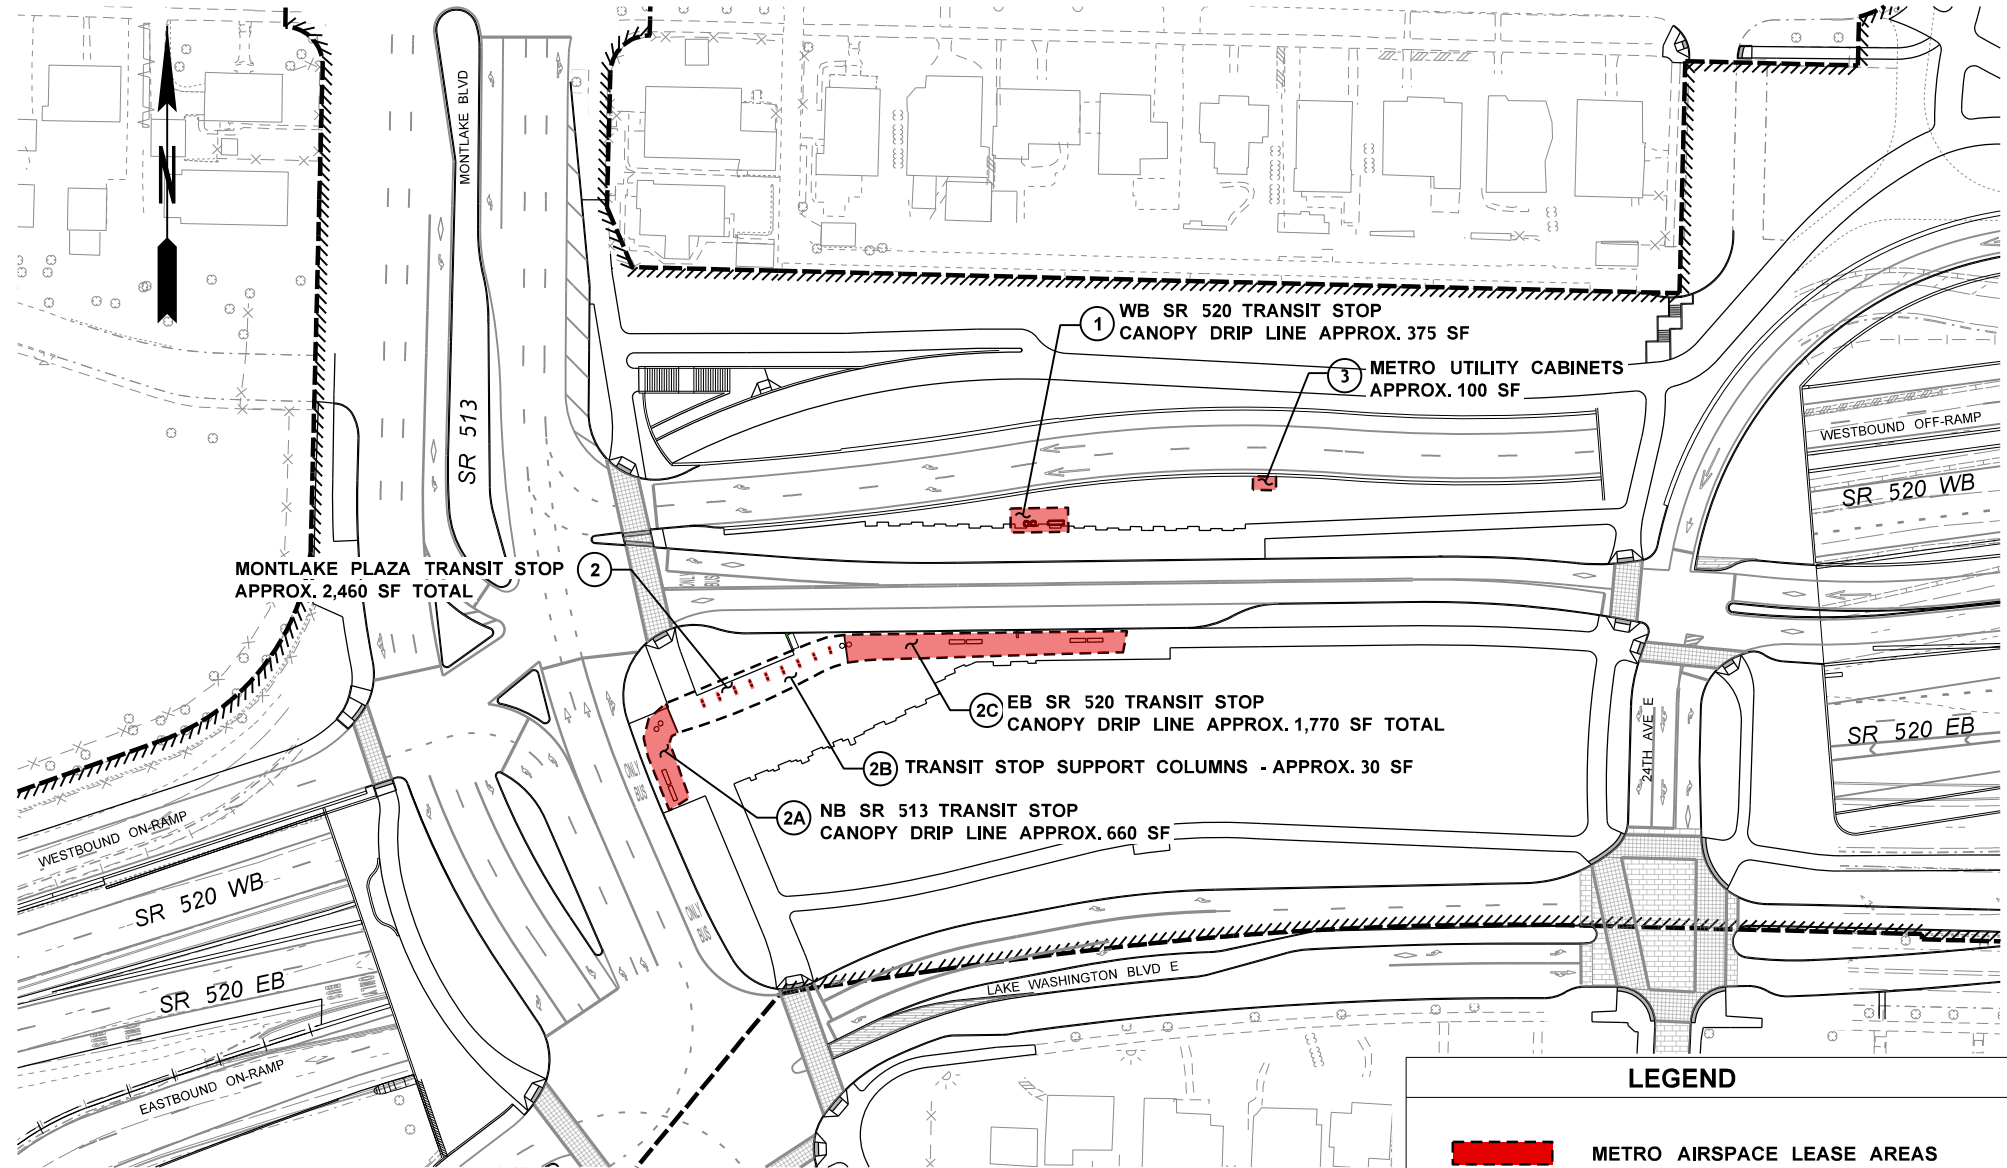 N
MONTLAKE BLVD
SR 513
1
WB SR 520 TRANSIT STOP
CANOPY DRIP LINE APPROX. 375 SF
3
METRO UTILITY CABINETS
APPROX. 100 SF
WESTBOUND OFF-RAMP
SR 520 WB
MONTLAKE PLAZA TRANSIT STOP
APPROX. 2,460 SF TOTAL
2
ONLY
BUS
2C
EB SR 520 TRANSIT STOP
CANOPY DRIP LINE APPROX. 1,770 SF TOTAL
24TH AVE E
SR 520 EB
2B
TRANSIT STOP SUPPORT COLUMNS - APPROX. 30 SF
ONLY
BUS
2A
NB SR 513 TRANSIT STOP
CANOPY DRIP LINE APPROX. 660 SF
WESTBOUND ON-RAMP
SR 520 WB
ONLY
BUS
SR 520 EB
LAKE WASHINGTON BLVD E
EASTBOUND ON-RAMP
LEGEND
METRO AIRSPACE LEASE AREAS